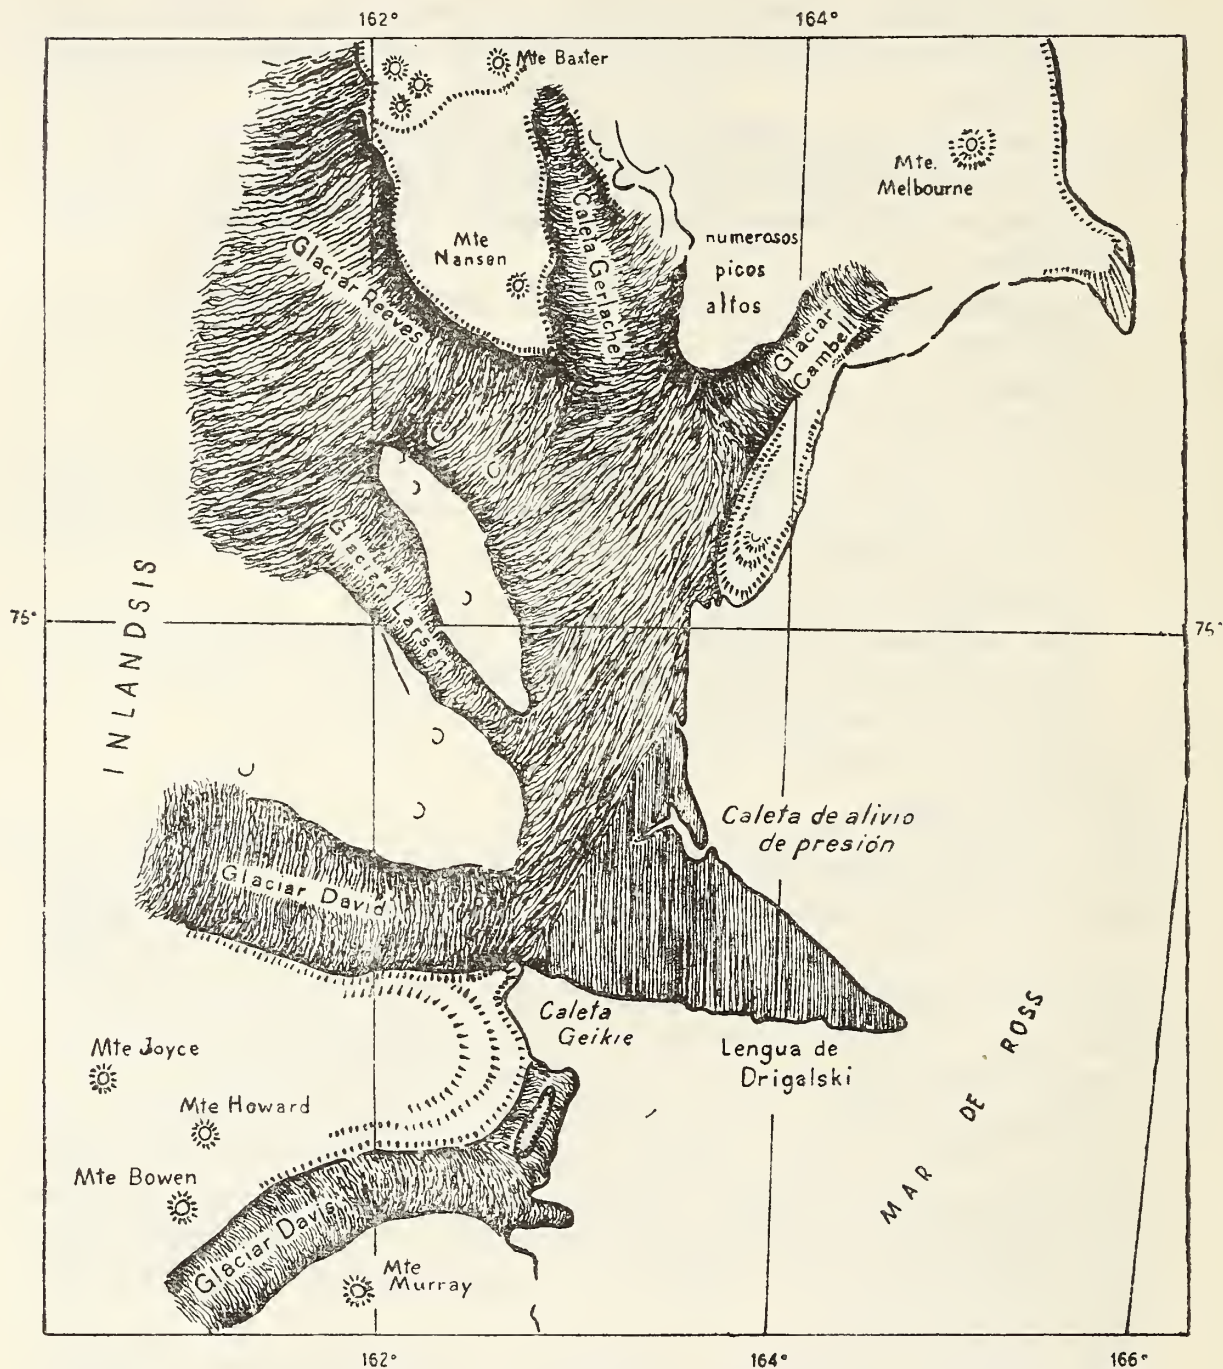 162°
164°
Mte Baxter
Mte.
Melbourne
Caleta Gerlache
numerosos
picos
altos
Mte
Nansen
Glaciar Reeves
Glaciar
Cambell
Glaciar Larsen
INLANDSIS
75°
75°
Caleta de alivio
de presión
Glaciar David
Caleta
Geikie
Lengua de
Drigalski
MAR DE ROSS
Mte Joyce
Mte Howard
Mte Bowen
Glaciar Davis
Mte
Murray
162°
164°
166°